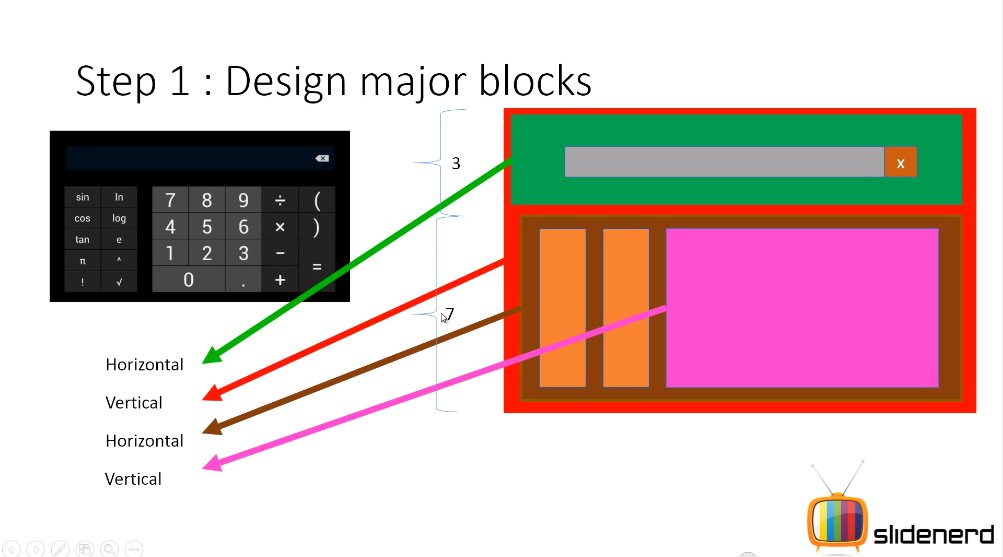 Step 1 : Design major blocks
sin ln 7 8 9 ÷ (
cos log 4 5 6 × )
tan e 1 2 3 −
π ^ 0 . + =
! √
3
7
x
Horizontal
Vertical
Horizontal
Vertical
slidenerd